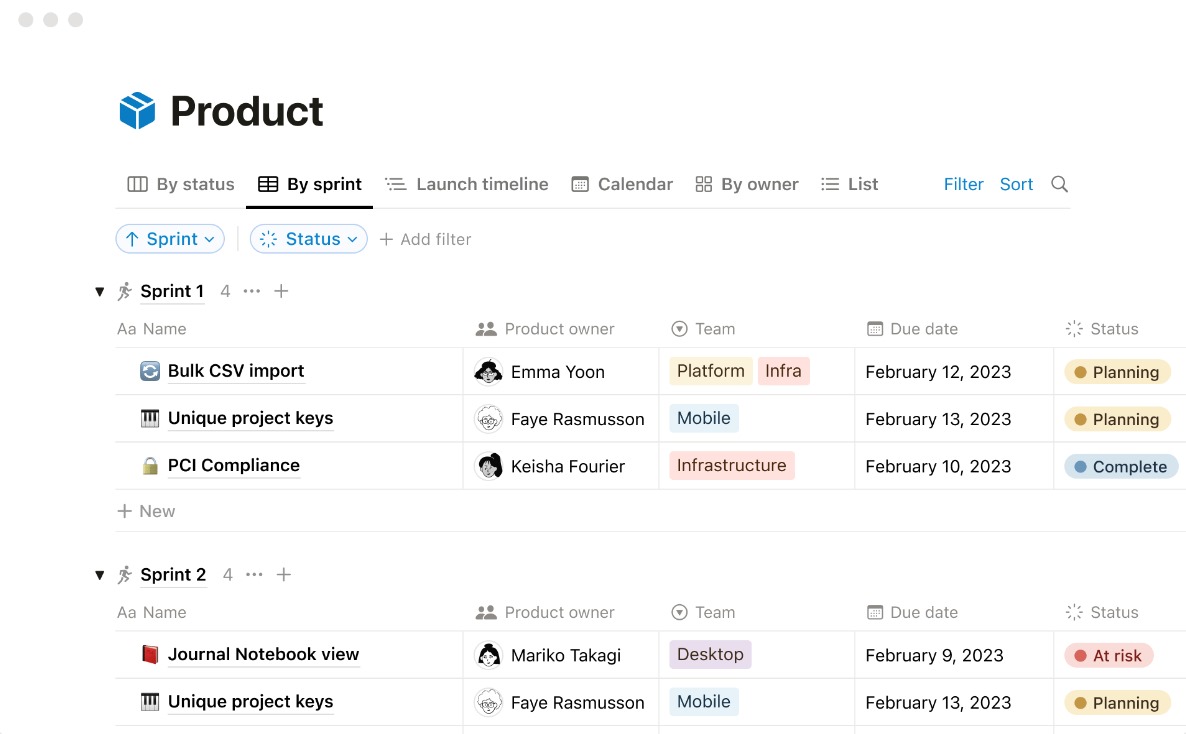 Product
By status By sprint Launch timeline Calendar By owner List Filter Sort
Sprint Status Add filter
Sprint 1 4
Aa Name Product owner Team Due date Status
Bulk CSV import Emma Yoon Platform Infra February 12, 2023 Planning
Unique project keys Faye Rasmusson Mobile February 13, 2023 Planning
PCI Compliance Keisha Fourier Infrastructure February 10, 2023 Complete
New
Sprint 2 4
Aa Name Product owner Team Due date Status
Journal Notebook view Mariko Takagi Desktop February 9, 2023 At risk
Unique project keys Faye Rasmusson Mobile February 13, 2023 Planning